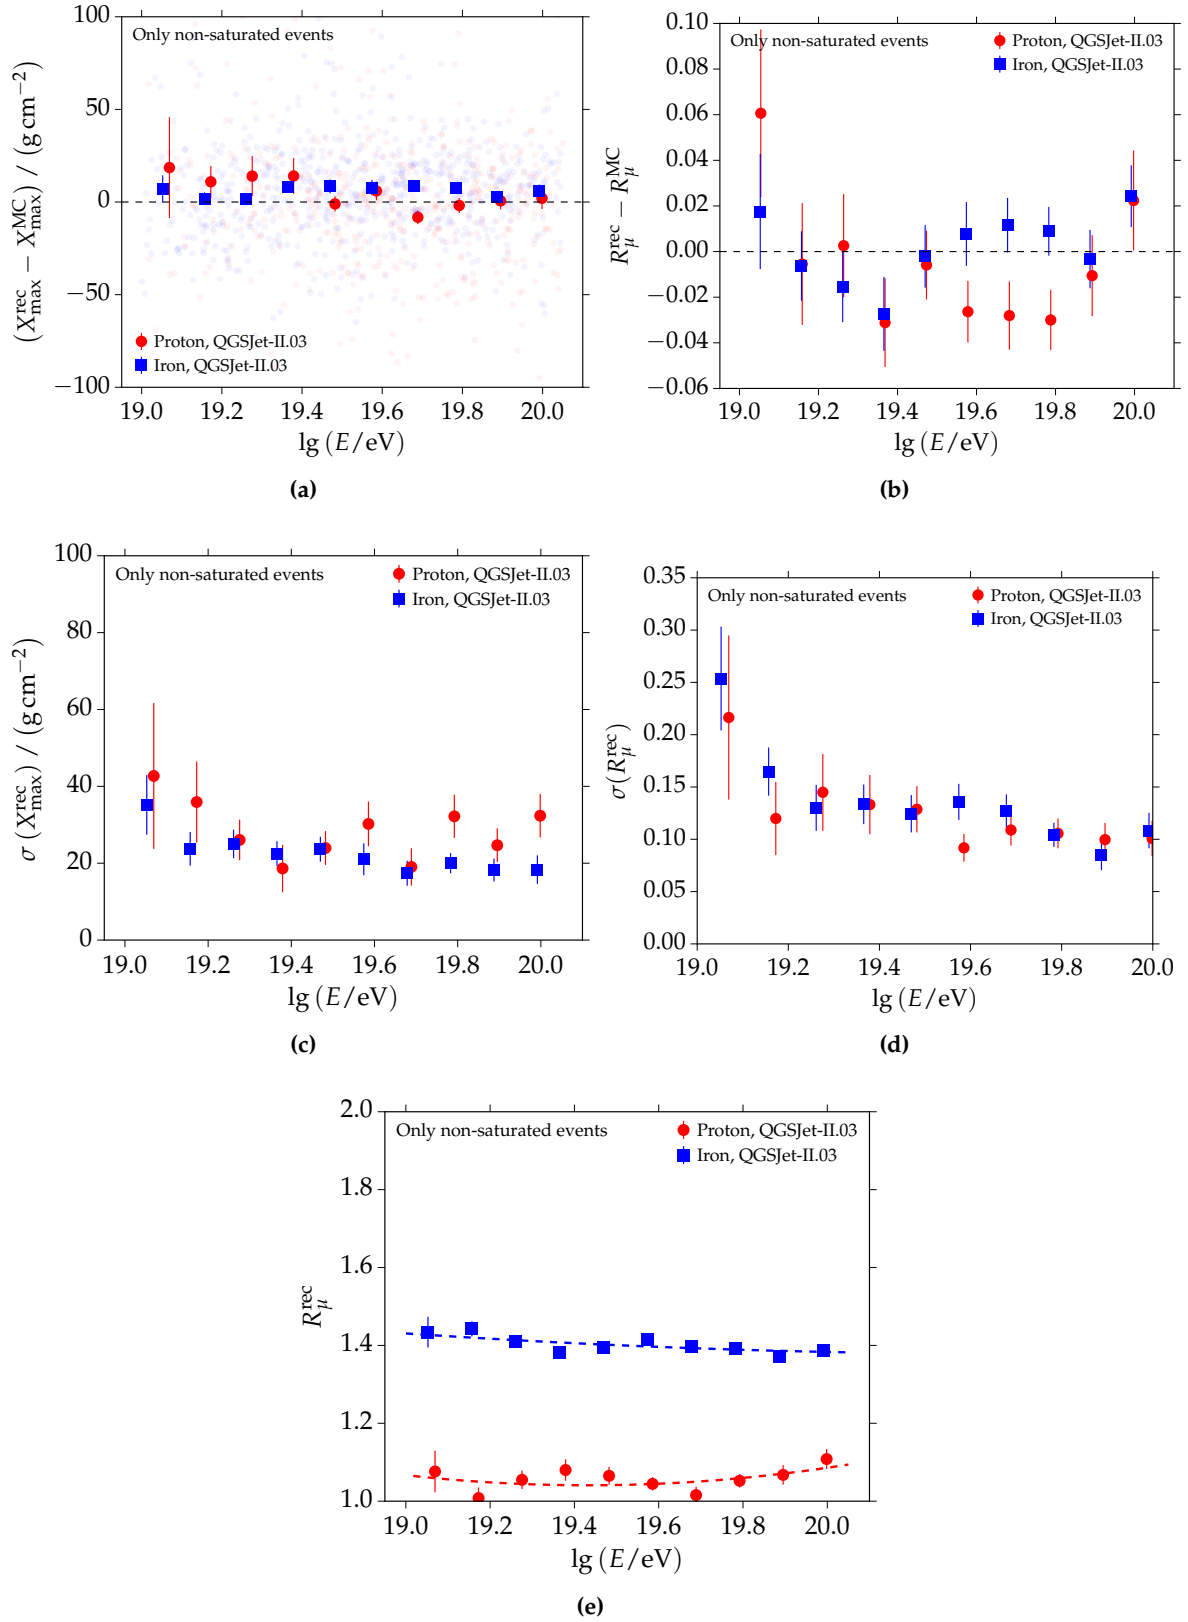 100
50
0
−50
−100
(X_max^rec − X_max^MC) / (g cm⁻²)
Only non-saturated events
Proton, QGSJet-II.03
Iron, QGSJet-II.03
19.0 19.2 19.4 19.6 19.8 20.0
lg (E/eV)
(a)
0.10
0.08
0.06
0.04
0.02
0.00
−0.02
−0.04
−0.06
R_μ^rec − R_μ^MC
Only non-saturated events
Proton, QGSJet-II.03
Iron, QGSJet-II.03
19.0 19.2 19.4 19.6 19.8 20.0
lg (E/eV)
(b)
100
80
60
40
20
0
σ (X_max^rec) / (g cm⁻²)
Only non-saturated events
Proton, QGSJet-II.03
Iron, QGSJet-II.03
19.0 19.2 19.4 19.6 19.8 20.0
lg (E/eV)
(c)
0.35
0.30
0.25
0.20
0.15
0.10
0.05
0.00
σ(R_μ^rec)
Only non-saturated events
Proton, QGSJet-II.03
Iron, QGSJet-II.03
19.0 19.2 19.4 19.6 19.8 20.0
lg (E/eV)
(d)
2.0
1.8
1.6
1.4
1.2
1.0
R_μ^rec
Only non-saturated events
Proton, QGSJet-II.03
Iron, QGSJet-II.03
19.0 19.2 19.4 19.6 19.8 20.0
lg (E/eV)
(e)